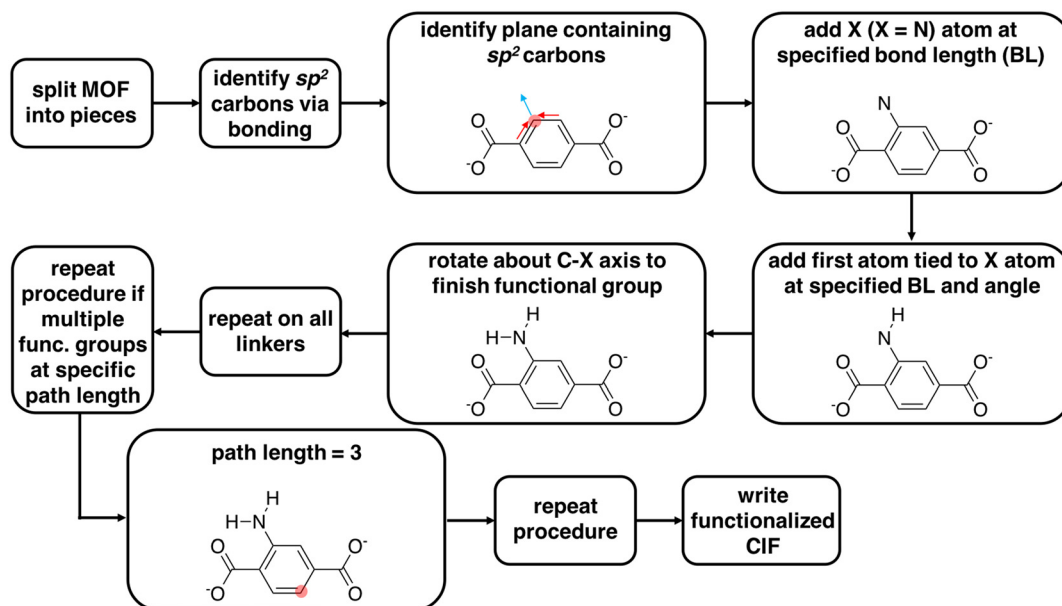 split MOF
into pieces
identify sp²
carbons via
bonding
identify plane containing
sp² carbons
O
⁻O
O⁻
O
add X (X = N) atom at
specified bond length (BL)
N
O
⁻O
O⁻
O
add first atom tied to X atom
at specified BL and angle
H
N
O
⁻O
O⁻
O
rotate about C-X axis to
finish functional group
H
H–N
O
⁻O
O⁻
O
repeat on all
linkers
repeat
procedure if
multiple
func. groups
at specific
path length
path length = 3
H
H–N
O
⁻O
O⁻
O
repeat
procedure
write
functionalized
CIF